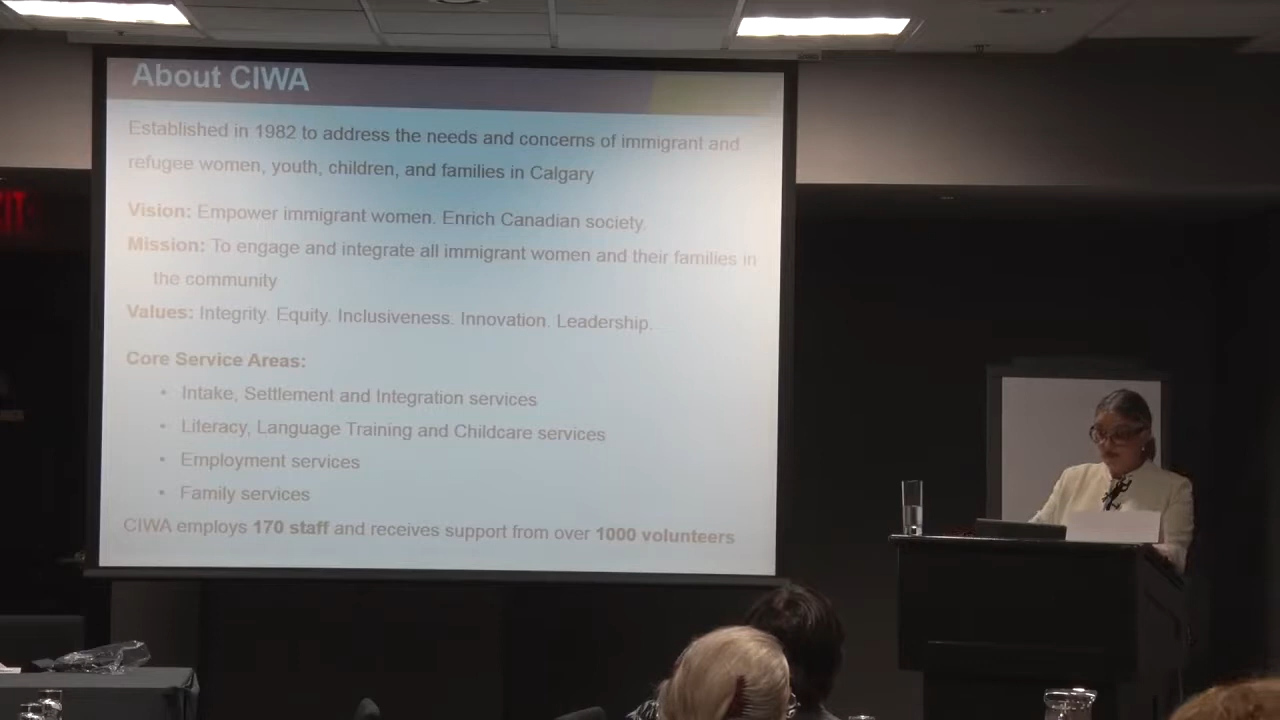 About CIWA
Established in 1982 to address the needs and concerns of immigrant and
refugee women, youth, children, and families in Calgary
Vision: Empower immigrant women. Enrich Canadian society.
Mission: To engage and integrate all immigrant women and their families in
the community
Values: Integrity. Equity. Inclusiveness. Innovation. Leadership.
Core Service Areas:
• Intake, Settlement and Integration services
• Literacy, Language Training and Childcare services
• Employment services
• Family services
CIWA employs 170 staff and receives support from over 1000 volunteers